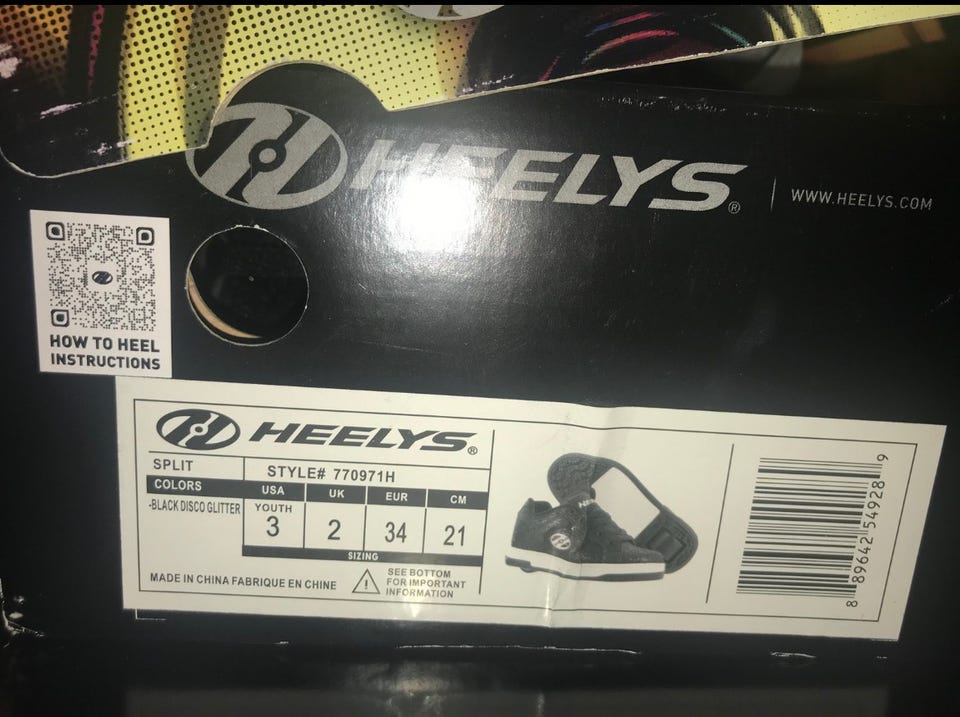 HEELYS®
WWW.HEELYS.COM
HOW TO HEEL
INSTRUCTIONS
HEELYS®
SPLIT
STYLE# 770971H
COLORS
USA
UK
EUR
CM
-BLACK DISCO GLITTER
YOUTH
3
2
34
21
SIZING
MADE IN CHINA FABRIQUE EN CHINE
SEE BOTTOM
FOR IMPORTANT
INFORMATION
8 89642 54928 9